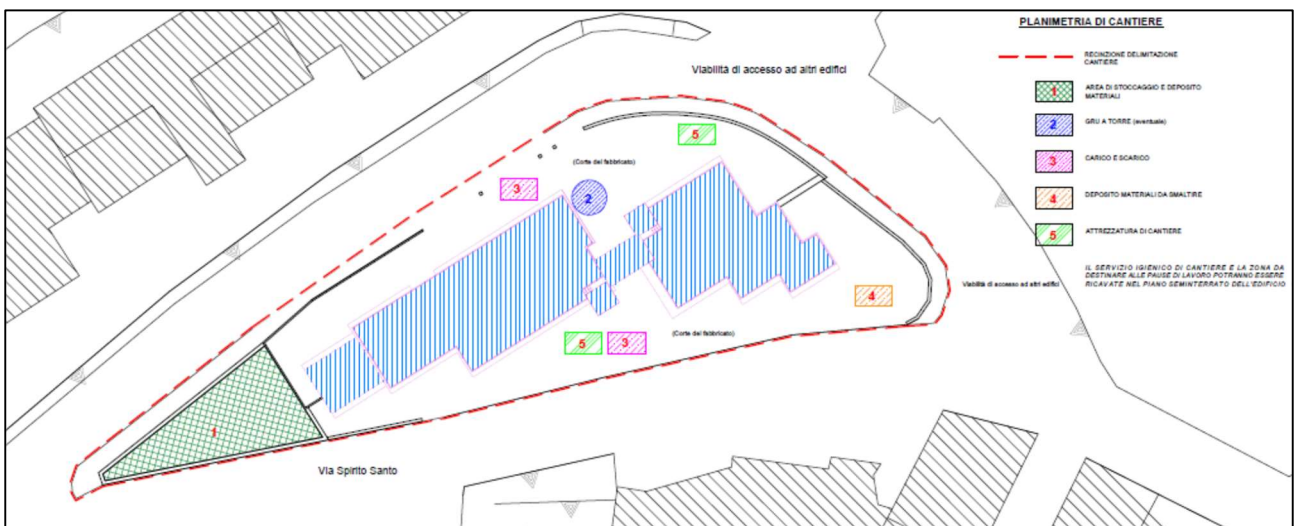 PLANIMETRIA DI CANTIERE
RECINZIONE DELIMITAZIONE
CANTIERE
1
AREA DI STOCCAGGIO E DEPOSITO
MATERIALI
2
GRU A TORRE (eventuale)
3
CARICO E SCARICO
4
DEPOSITO MATERIALI DA SMALTIRE
5
ATTREZZATURA DI CANTIERE
IL SERVIZIO IGIENICO DI CANTIERE E LA ZONA DA
DESTINARE ALLE PAUSE DI LAVORO POTRANNO ESSERE
RICAVATE NEL PIANO SEMINTERRATO DELL'EDIFICIO
Viabilità di accesso ad altri edifici
5
(Corte del fabbricato)
3
2
Viabilità di accesso ad altri edifici
4
(Corte del fabbricato)
5
3
1
Via Spirito Santo